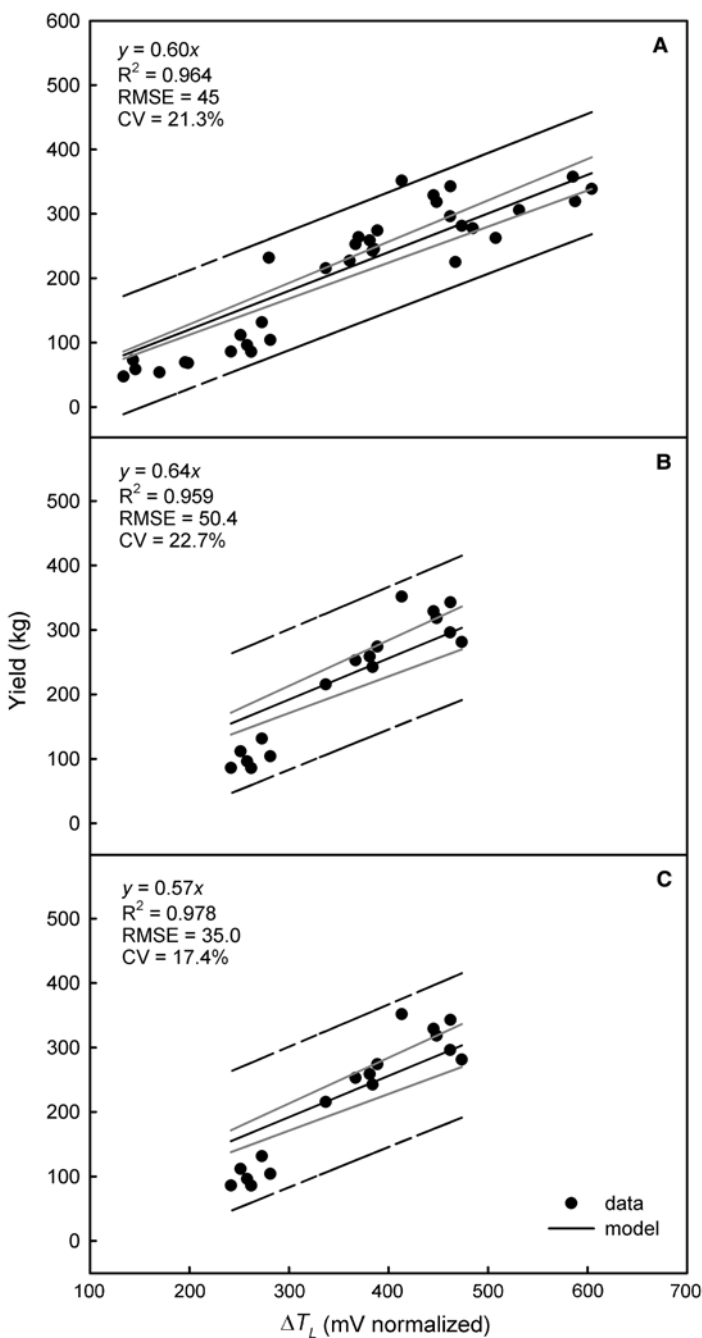 600
500
400
300
200
100
0
y = 0.60x
R² = 0.964
RMSE = 45
CV = 21.3%
A
500
400
300
200
100
0
y = 0.64x
R² = 0.959
RMSE = 50.4
CV = 22.7%
B
Yield (kg)
500
400
300
200
100
0
y = 0.57x
R² = 0.978
RMSE = 35.0
CV = 17.4%
C
data
model
100 200 300 400 500 600 700
ΔT_L (mV normalized)